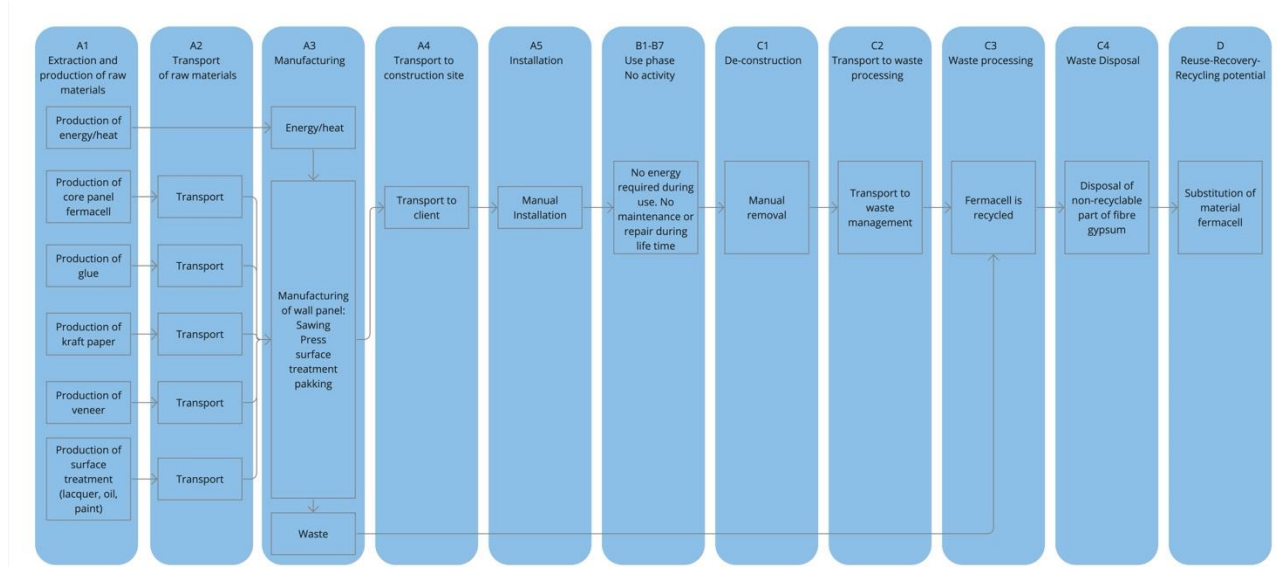 A1
Extraction and
production of raw
materials
Production of
energy/heat
Production of
core panel
fermacell
Production of
glue
Production of
kraft paper
Production of
veneer
Production of
surface
treatment
(lacquer, oil,
paint)
A2
Transport
of raw materials
Transport
Transport
Transport
Transport
Transport
A3
Manufacturing
Energy/heat
Manufacturing
of wall panel:
Sawing
Press
surface
treatment
pakking
Waste
A4
Transport to
construction site
Transport to
client
A5
Installation
Manual
Installation
B1-B7
Use phase
No activity
No energy
required during
use. No
maintenance or
repair during
life time
C1
De-construction
Manual
removal
C2
Transport to waste
processing
Transport to
waste
management
C3
Waste processing
Fermacell is
recycled
C4
Waste Disposal
Disposal of
non-recyclable
part of fibre
gypsum
D
Reuse-Recovery-
Recycling potential
Substitution of
material
fermacell